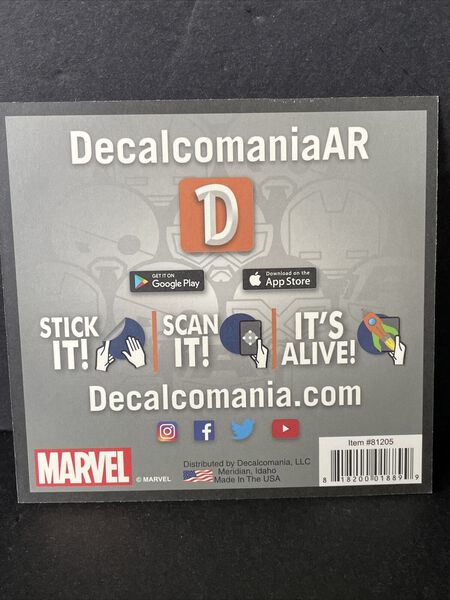 DecalcomaniaAR
D
GET IT ON
Google Play
Download on the
App Store
STICK
IT!
SCAN
IT!
IT'S
ALIVE!
Decalcomania.com
MARVEL
© MARVEL
Distributed by Decalcomania, LLC
Meridian, Idaho
Made In The USA
Item #81205
8 18200 01889 9